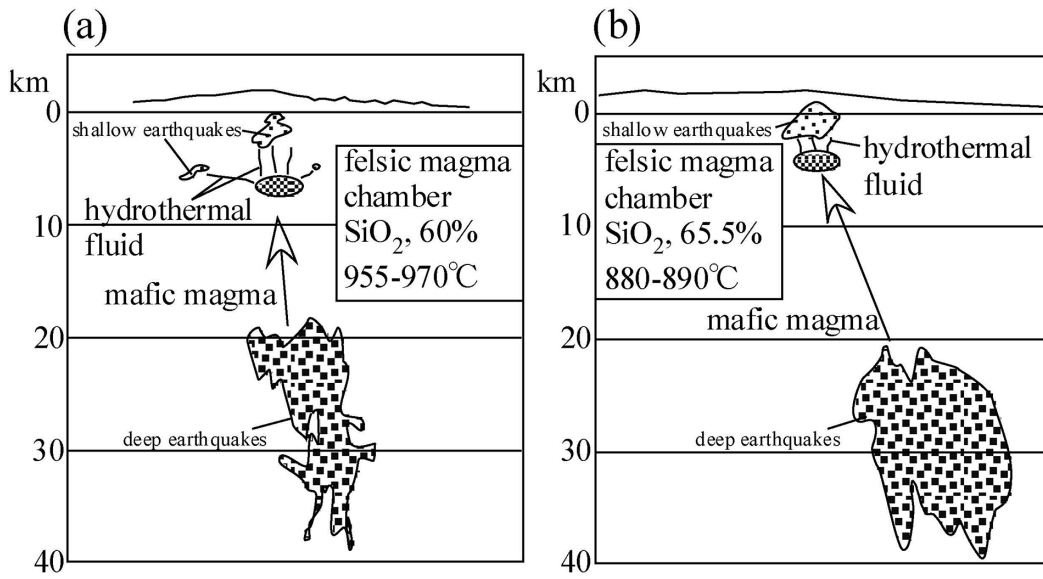 (a)
km
0
shallow earthquakes
felsic magma
chamber
SiO₂, 60%
955-970℃
hydrothermal
fluid
10
mafic magma
20
deep earthquakes
30
40
(b)
km
0
shallow earthquakes
hydrothermal
fluid
felsic magma
chamber
SiO₂, 65.5%
880-890℃
10
mafic magma
20
deep earthquakes
30
40